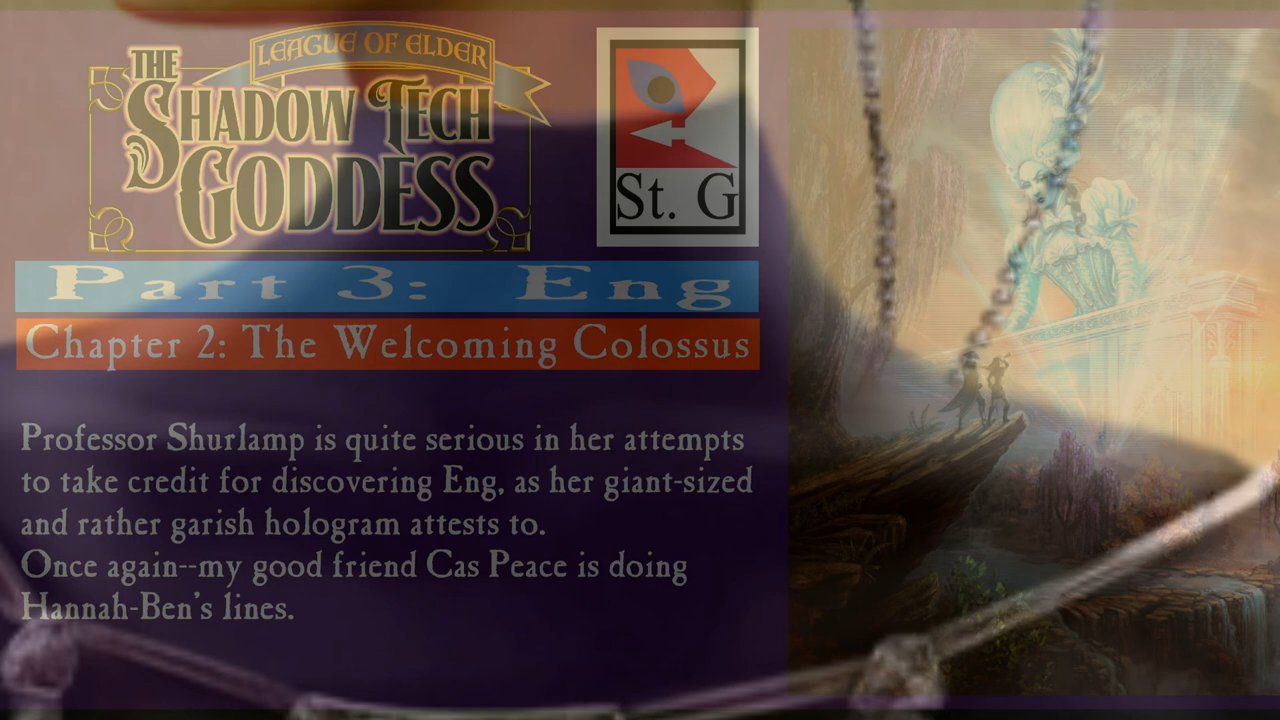 LEAGUE OF ELDER
THE
SHADOW TECH
GODDESS
St. G
Part 3: Eng
Chapter 2: The Welcoming Colossus
Professor Shurlamp is quite serious in her attempts
to take credit for discovering Eng, as her giant-sized
and rather garish hologram attests to.
Once again--my good friend Cas Peace is doing
Hannah-Ben's lines.